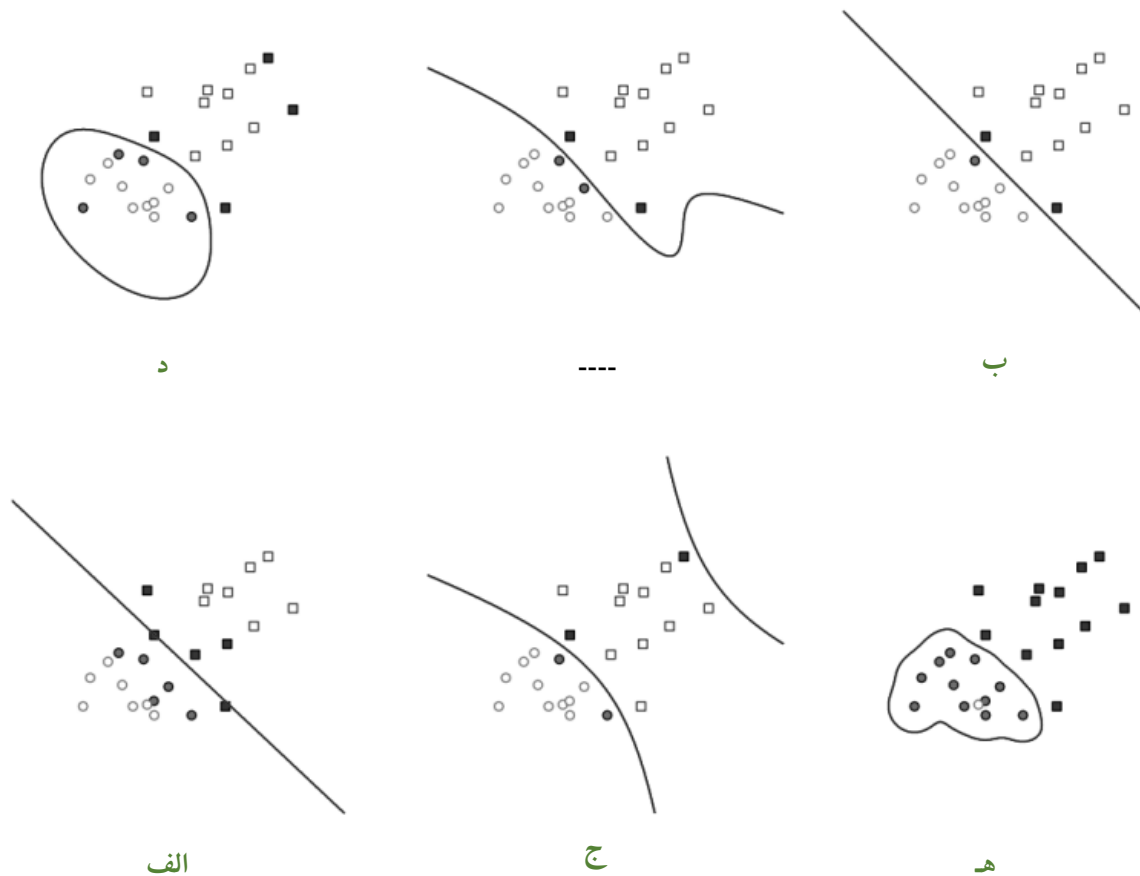 ب ---- د
هـ ج الف